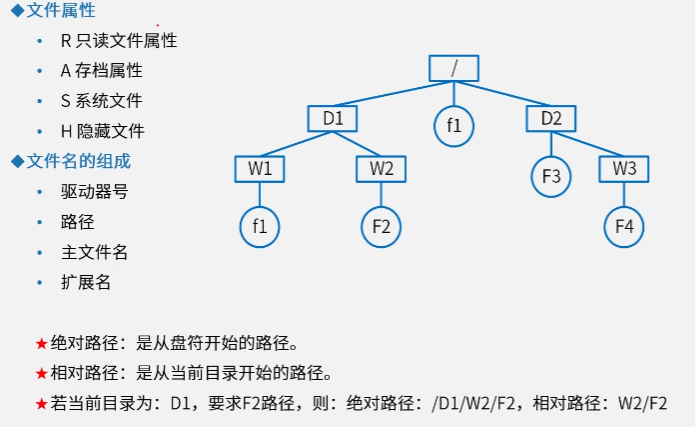 ◆文件属性
• R 只读文件属性
• A 存档属性
• S 系统文件
• H 隐藏文件
◆文件名的组成
• 驱动器号
• 路径
• 主文件名
• 扩展名
/
D1
f1
D2
W1
W2
F3
W3
f1
F2
F4
★绝对路径：是从盘符开始的路径。
★相对路径：是从当前目录开始的路径。
★若当前目录为：D1，要求F2路径，则：绝对路径：/D1/W2/F2，相对路径：W2/F2